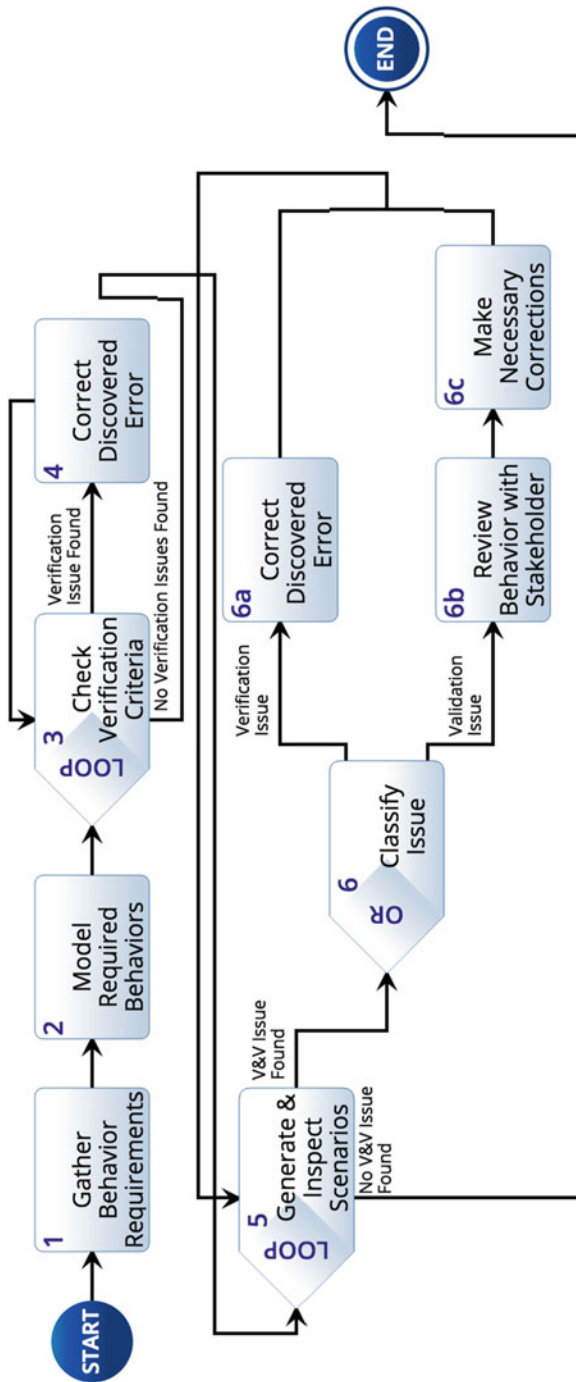 START
1
Gather
Behavior
Requirements
2
Model
Required
Behaviors
LOOP
3
Check
Verification
Criteria
Verification
Issue Found
No Verification Issues Found
4
Correct
Discovered
Error
LOOP
5
Generate &
Inspect
Scenarios
V&V Issue
Found
No V&V Issue
Found
OR
6
Classify
Issue
Verification
Issue
6a
Correct
Discovered
Error
Validation
Issue
6b
Review
Behavior with
Stakeholder
6c
Make
Necessary
Corrections
END